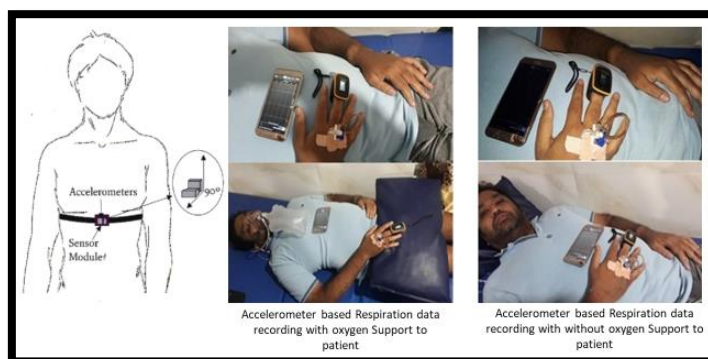 Accelerometers
90°
Sensor
Module
Accelerometer based Respiration data
recording with oxygen Support to
patient
Accelerometer based Respiration data
recording with without oxygen Support to
patient